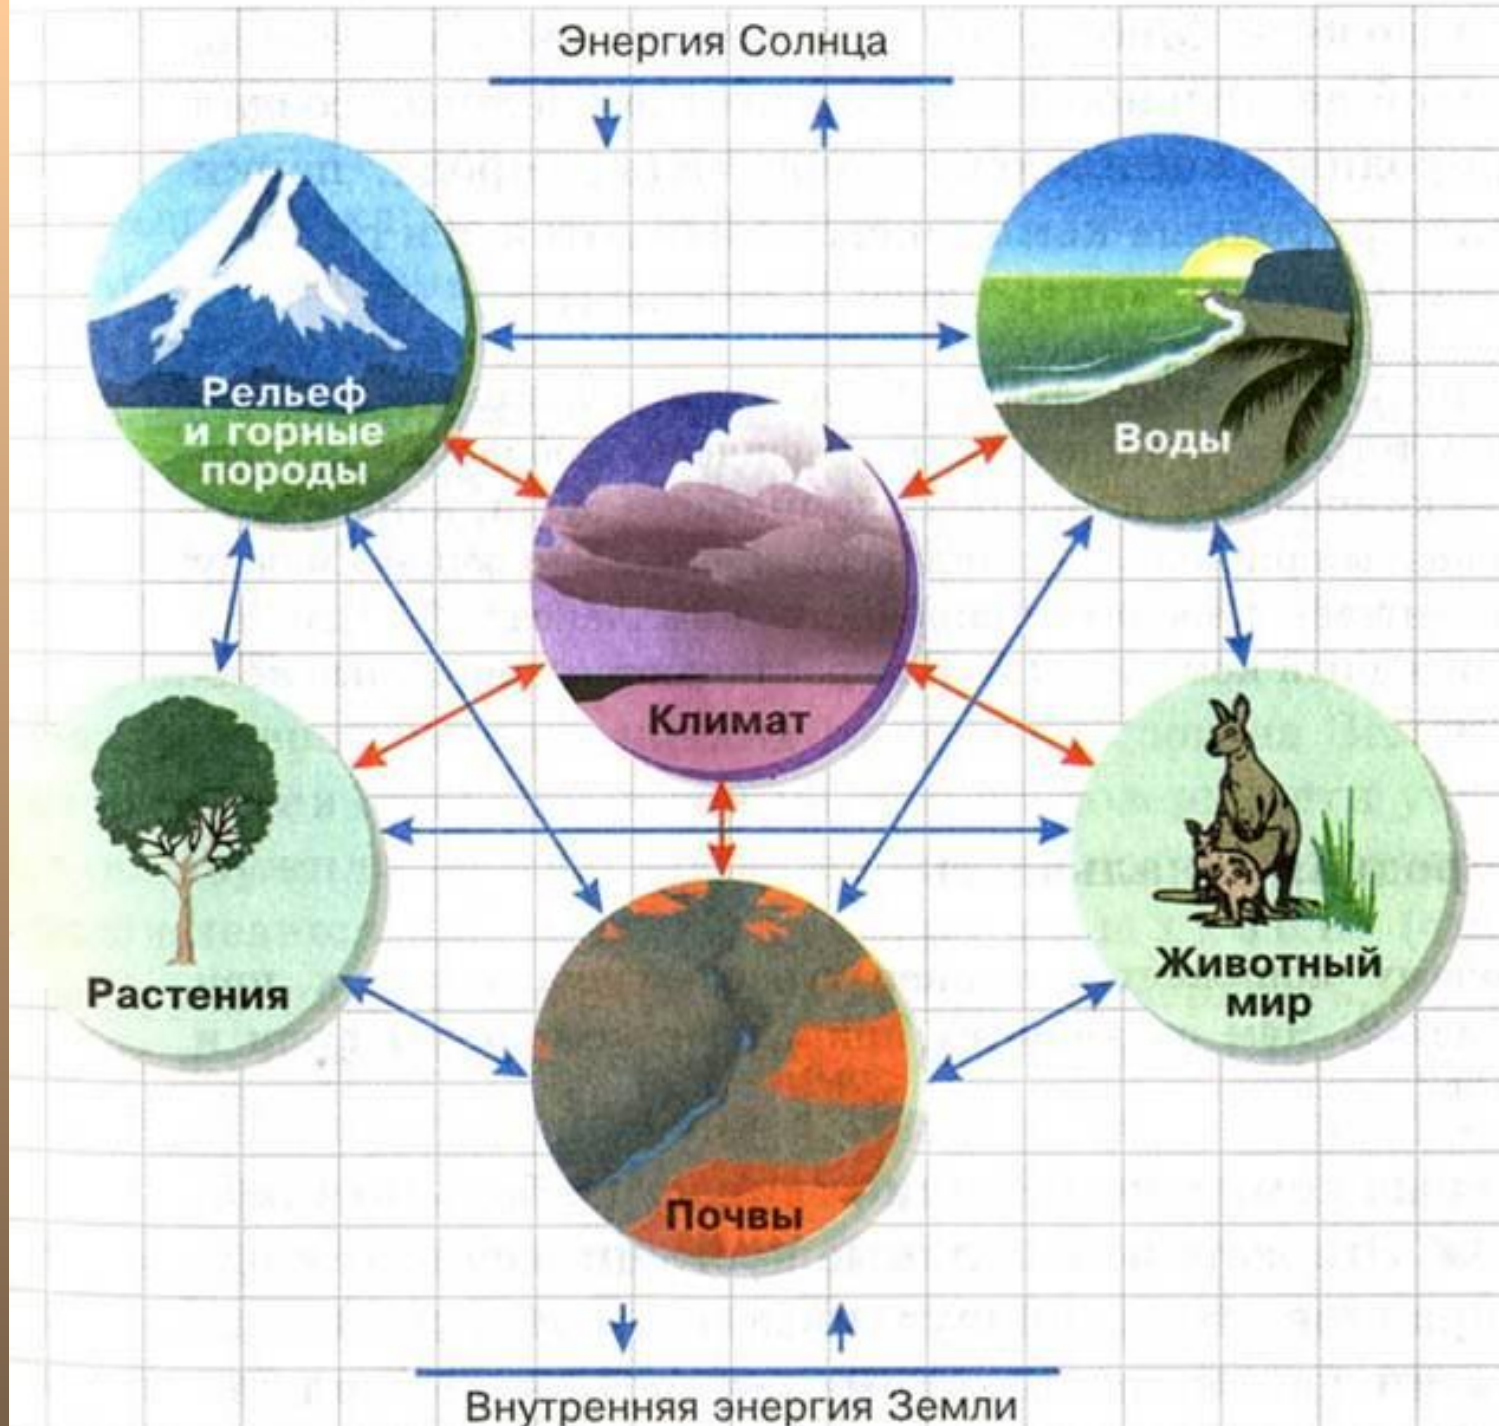 Энергия Солнца
Рельеф
и горные
породы
Воды
Климат
Растения
Животный
мир
Почвы
Внутренняя энергия Земли